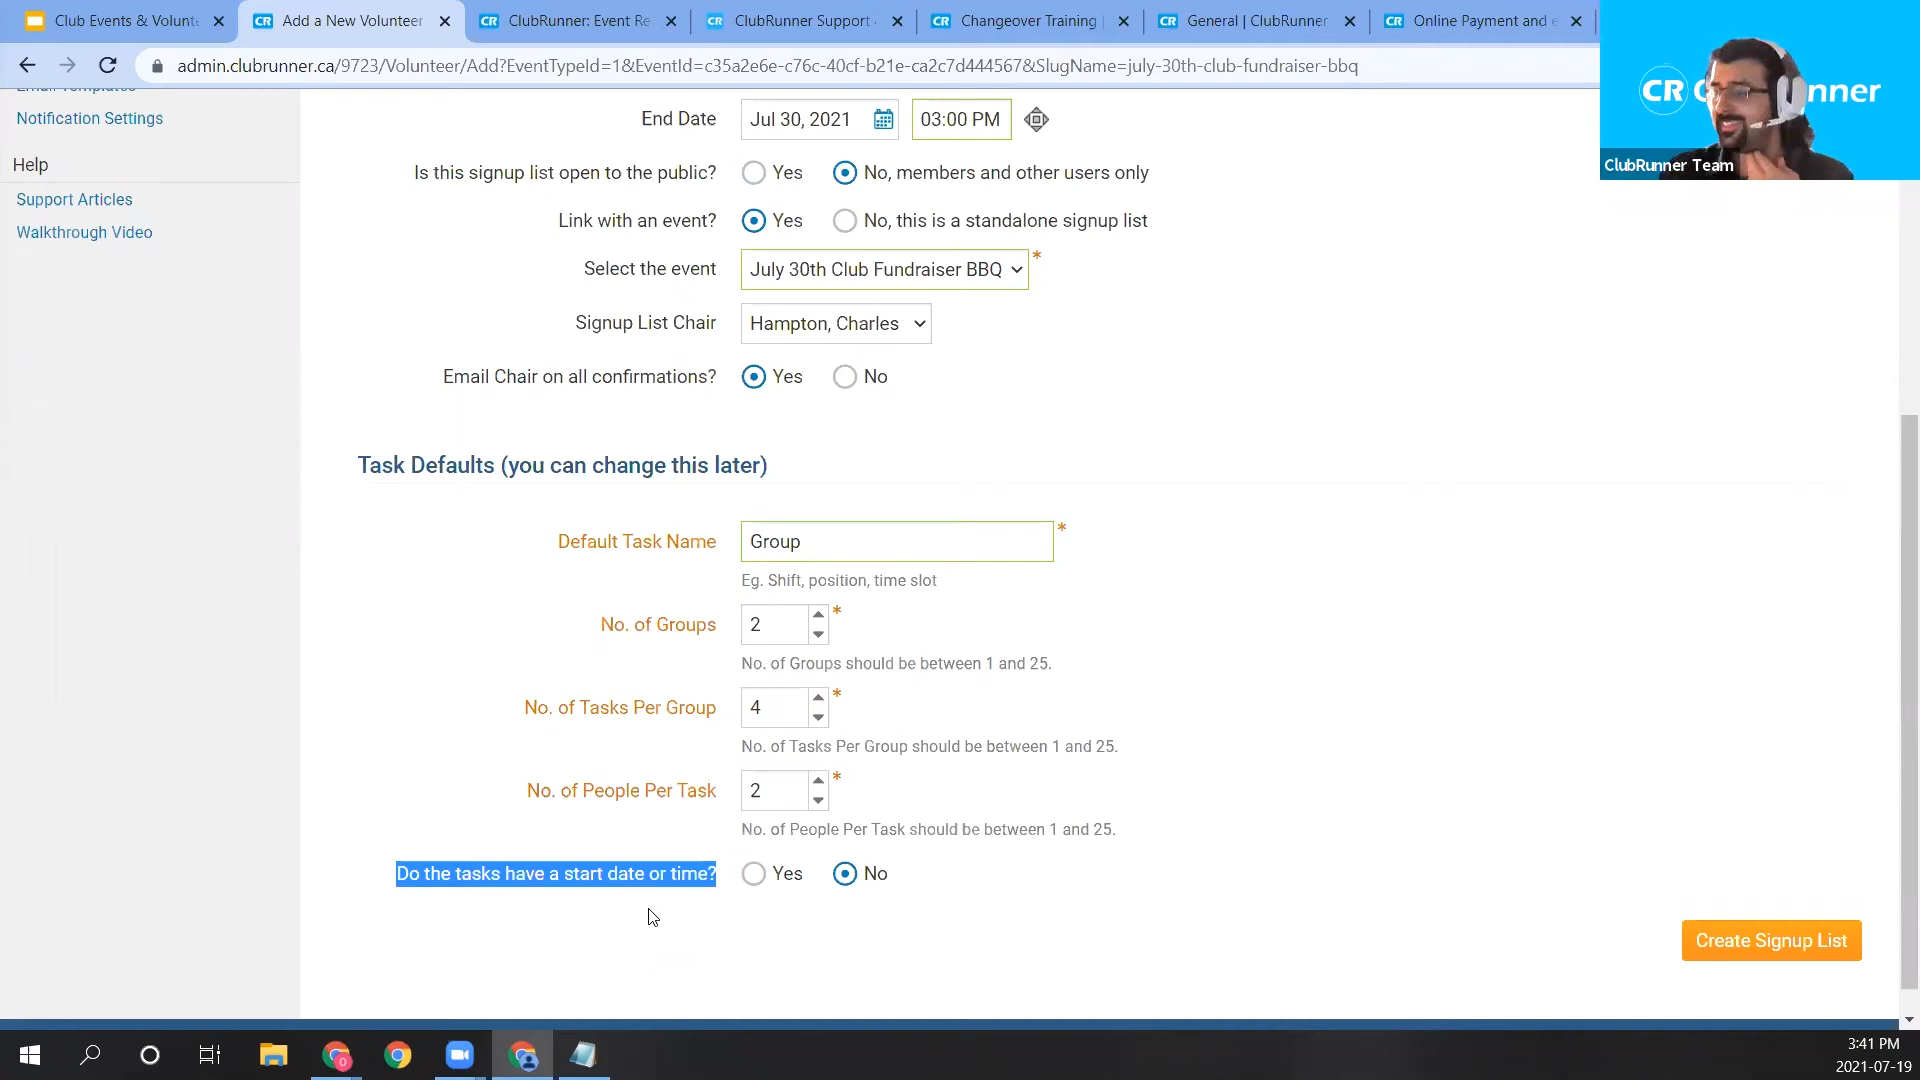 Club Events & Volunt
Add a New Volunteer
ClubRunner: Event Re
ClubRunner Support
Changeover Training
General | ClubRunner
Online Payment and e
admin.clubrunner.ca/9723/Volunteer/Add?EventTypeId=1&EventId=c35a2e6e-c76c-40cf-b21e-ca2c7d444567&SlugName=july-30th-club-fundraiser-bbq
CR C nner
ClubRunner Team
Email Templates
Notification Settings
Help
Support Articles
Walkthrough Video
End Date Jul 30, 2021 03:00 PM
Is this signup list open to the public? Yes No, members and other users only
Link with an event? Yes No, this is a standalone signup list
Select the event July 30th Club Fundraiser BBQ *
Signup List Chair Hampton, Charles
Email Chair on all confirmations? Yes No
Task Defaults (you can change this later)
Default Task Name Group *
Eg. Shift, position, time slot
No. of Groups 2 *
No. of Groups should be between 1 and 25.
No. of Tasks Per Group 4 *
No. of Tasks Per Group should be between 1 and 25.
No. of People Per Task 2 *
No. of People Per Task should be between 1 and 25.
Do the tasks have a start date or time? Yes No
Create Signup List
3:41 PM
2021-07-19